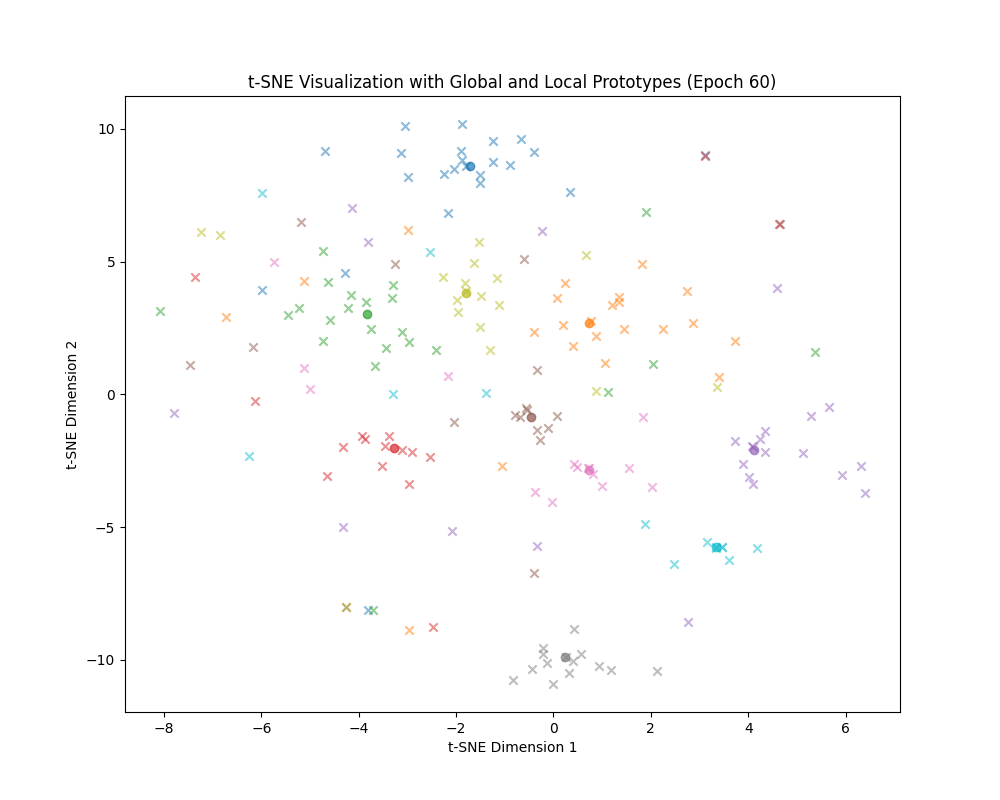 t-SNE Visualization with Global and Local Prototypes (Epoch 60)
10
5
0
−5
−10
t-SNE Dimension 2
−8 −6 −4 −2 0 2 4 6
t-SNE Dimension 1